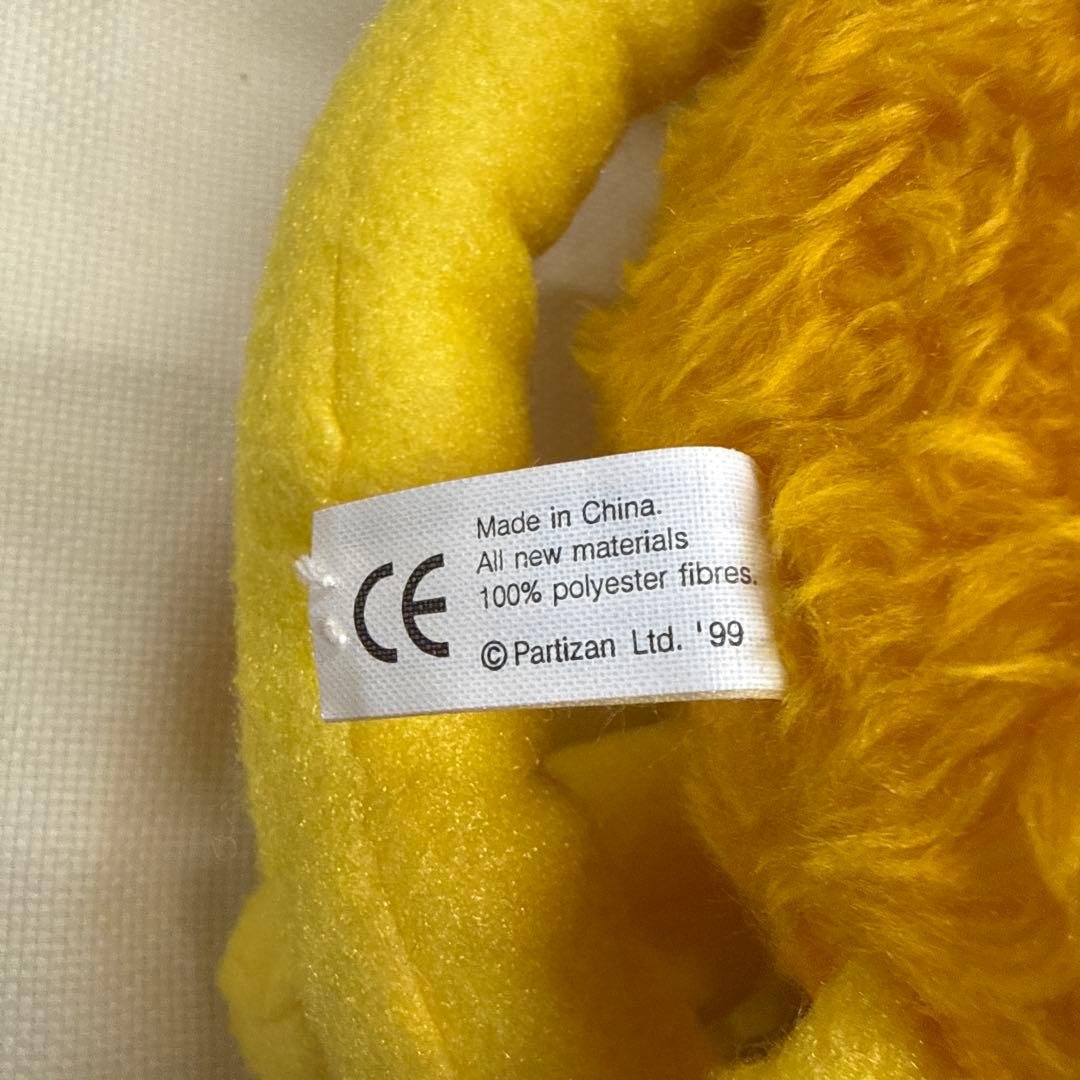 CE
Made in China.
All new materials
100% polyester fibres.
© Partizan Ltd. '99